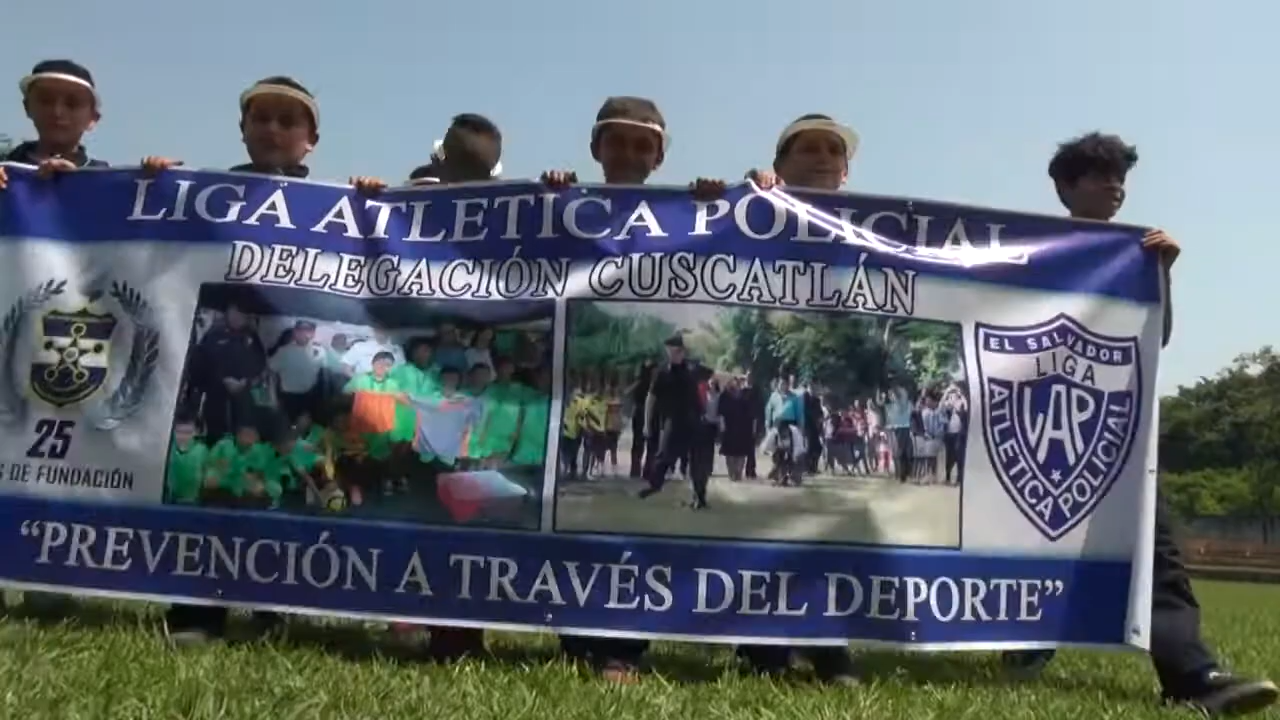 LIGA ATLETICA POLICIAL
DELEGACIÓN CUSCATLÁN
25
S DE FUNDACIÓN
EL SALVADOR
LIGA
LAP
ATLETICA POLICIAL
“PREVENCIÓN A TRAVÉS DEL DEPORTE”